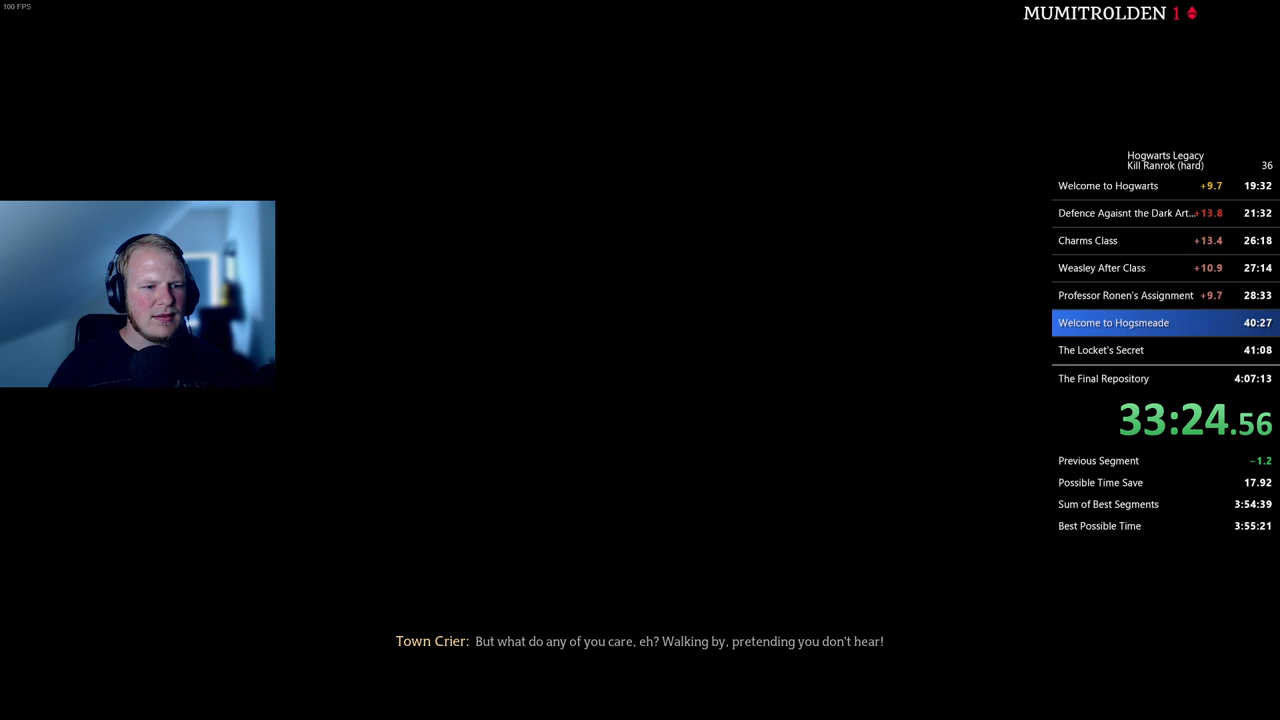 100 FPS
MUMITR0LDEN 1
Hogwarts Legacy
Kill Ranrok (hard) 36
Welcome to Hogwarts +9.7 19:32
Defence Agaisnt the Dark Art... +13.8 21:32
Charms Class +13.4 26:18
Weasley After Class +10.9 27:14
Professor Ronen's Assignment +9.7 28:33
Welcome to Hogsmeade 40:27
The Locket's Secret 41:08
The Final Repository 4:07:13
33:24.56
Previous Segment −1.2
Possible Time Save 17.92
Sum of Best Segments 3:54:39
Best Possible Time 3:55:21
Town Crier: But what do any of you care, eh? Walking by, pretending you don't hear!